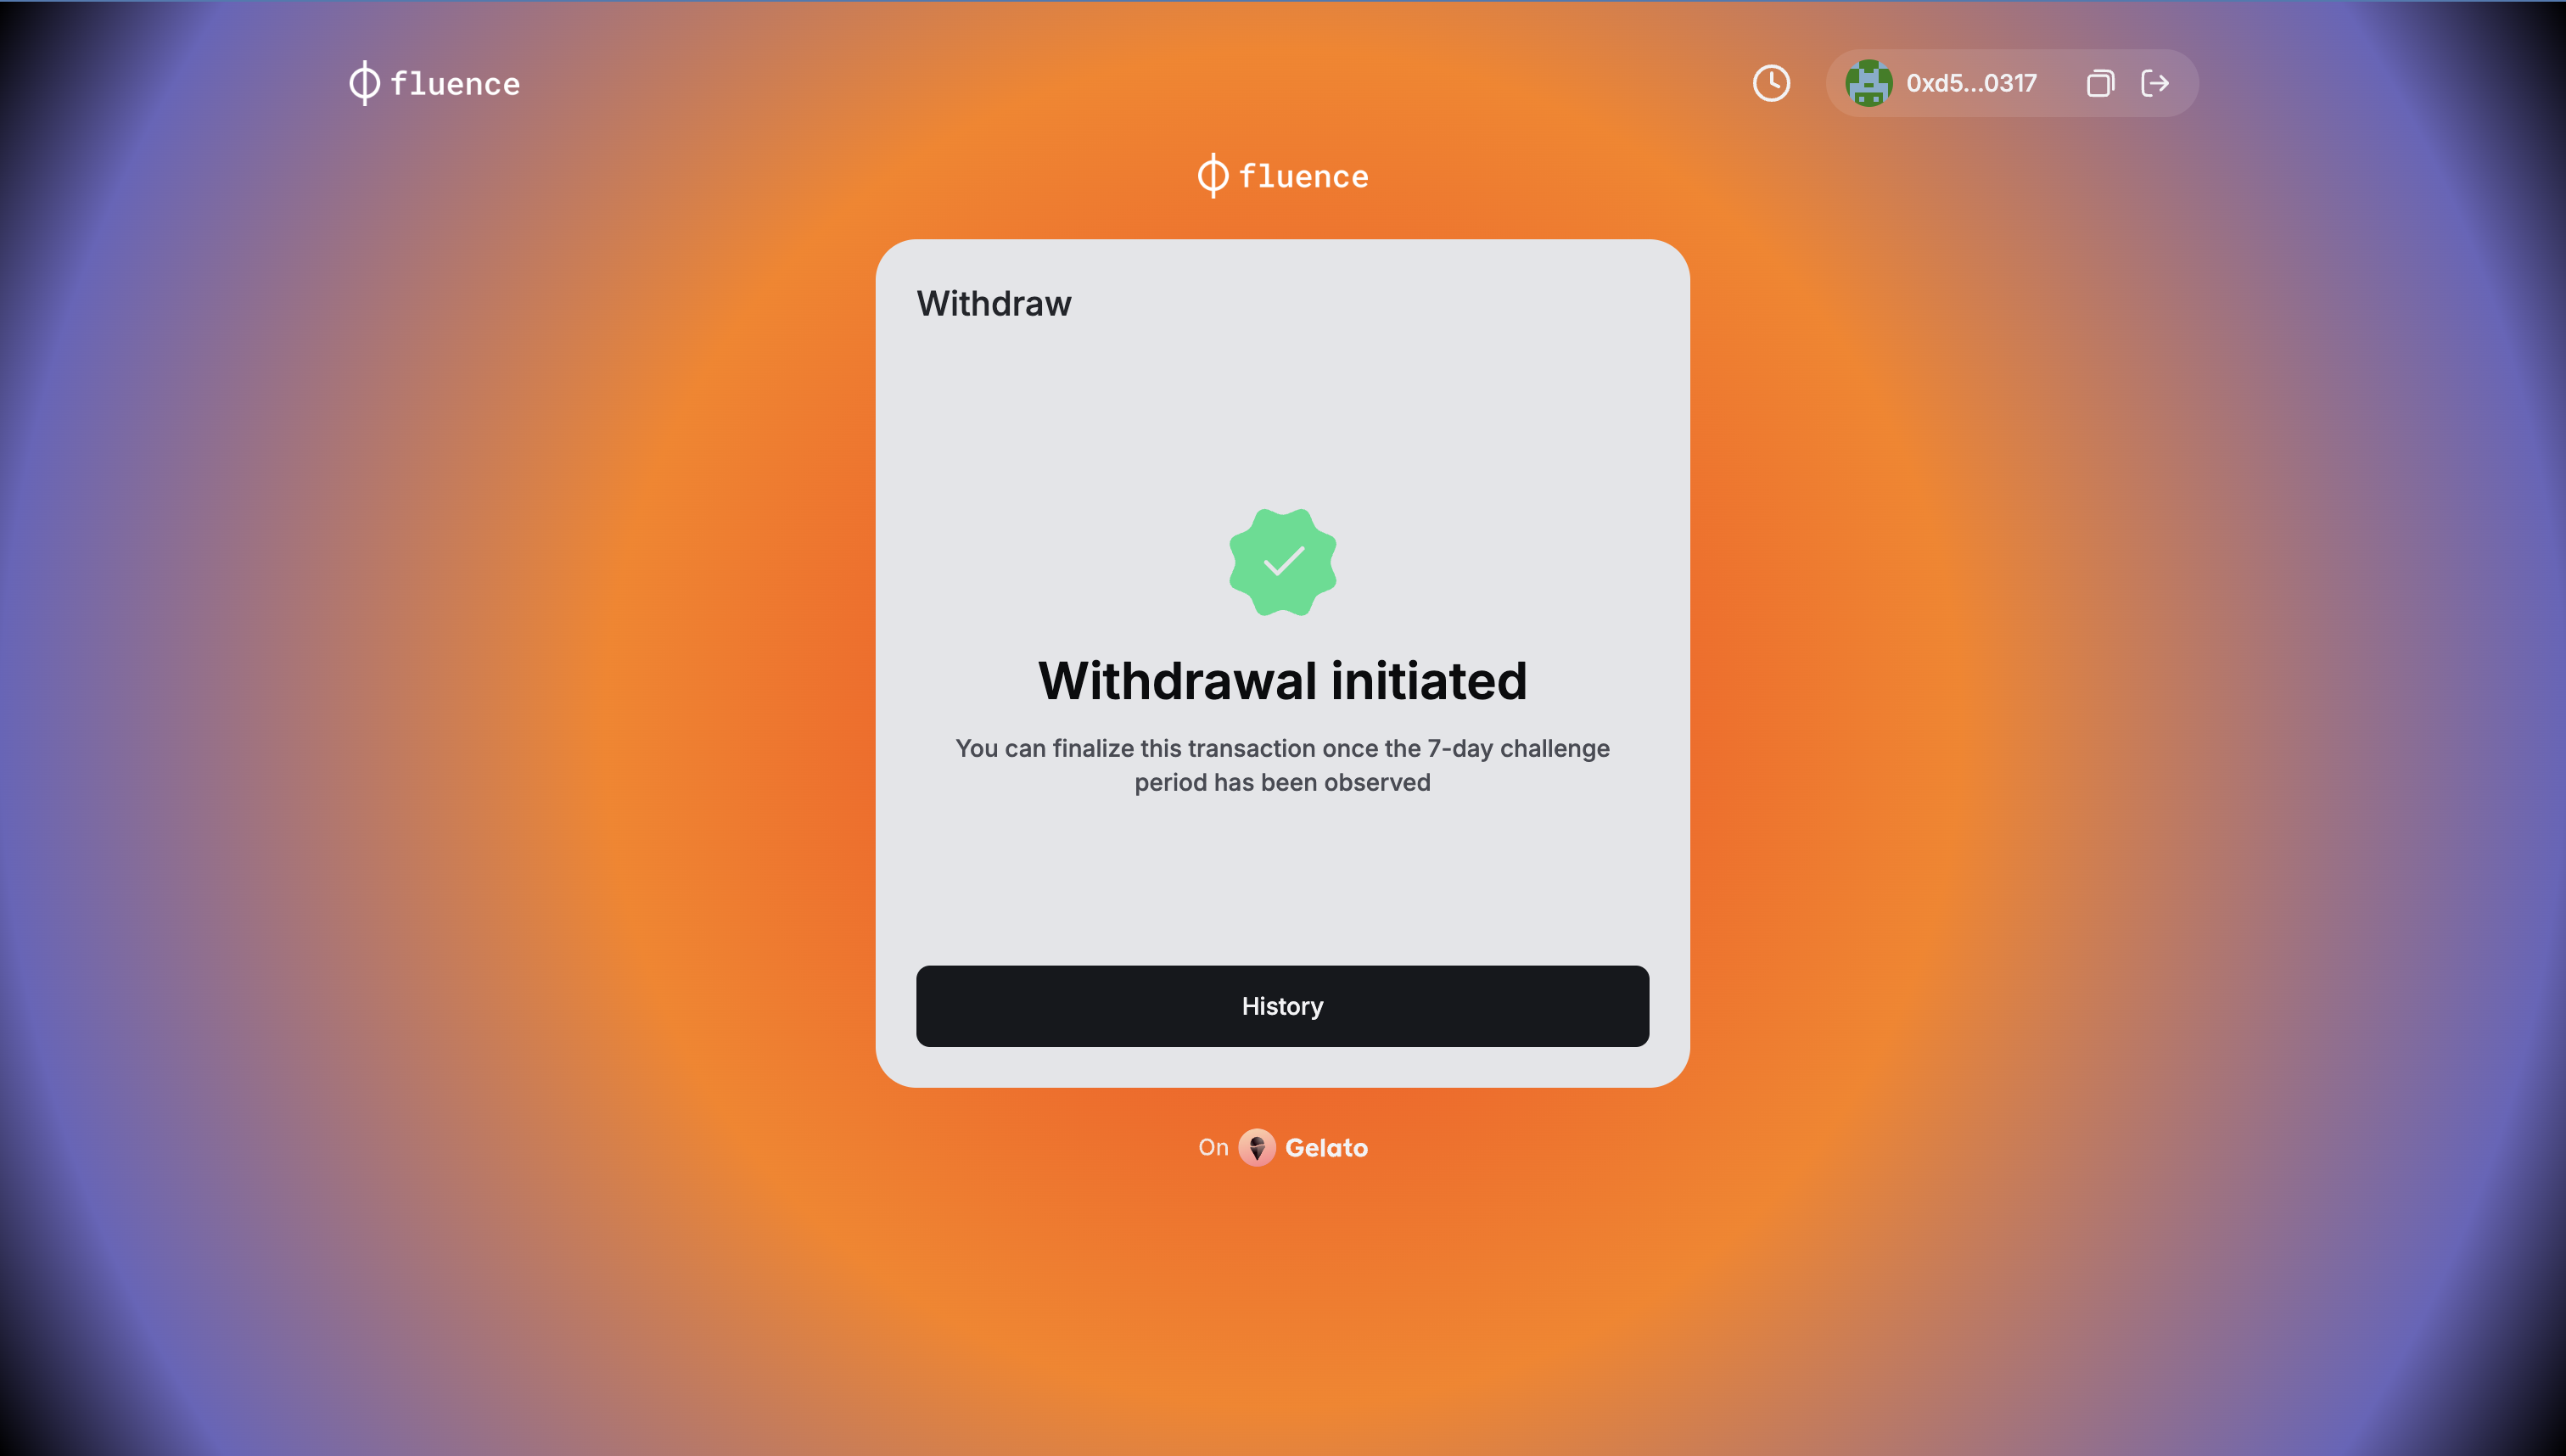 fluence
0xd5...0317
fluence
Withdraw
Withdrawal initiated
You can finalize this transaction once the 7-day challenge
period has been observed
History
On Gelato